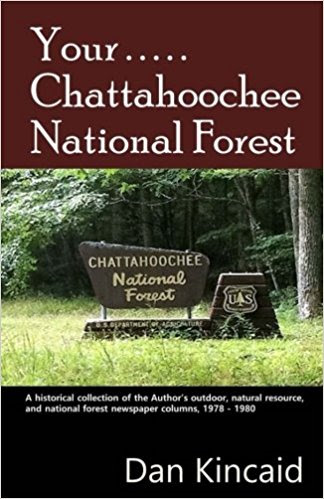 Your.....
Chattahoochee
National Forest
CHATTAHOOCHEE
National
Forest
U.S. DEPARTMENT OF AGRICULTURE
UAS
A historical collection of the Author's outdoor, natural resource,
and national forest newspaper columns, 1978 - 1980
Dan Kincaid